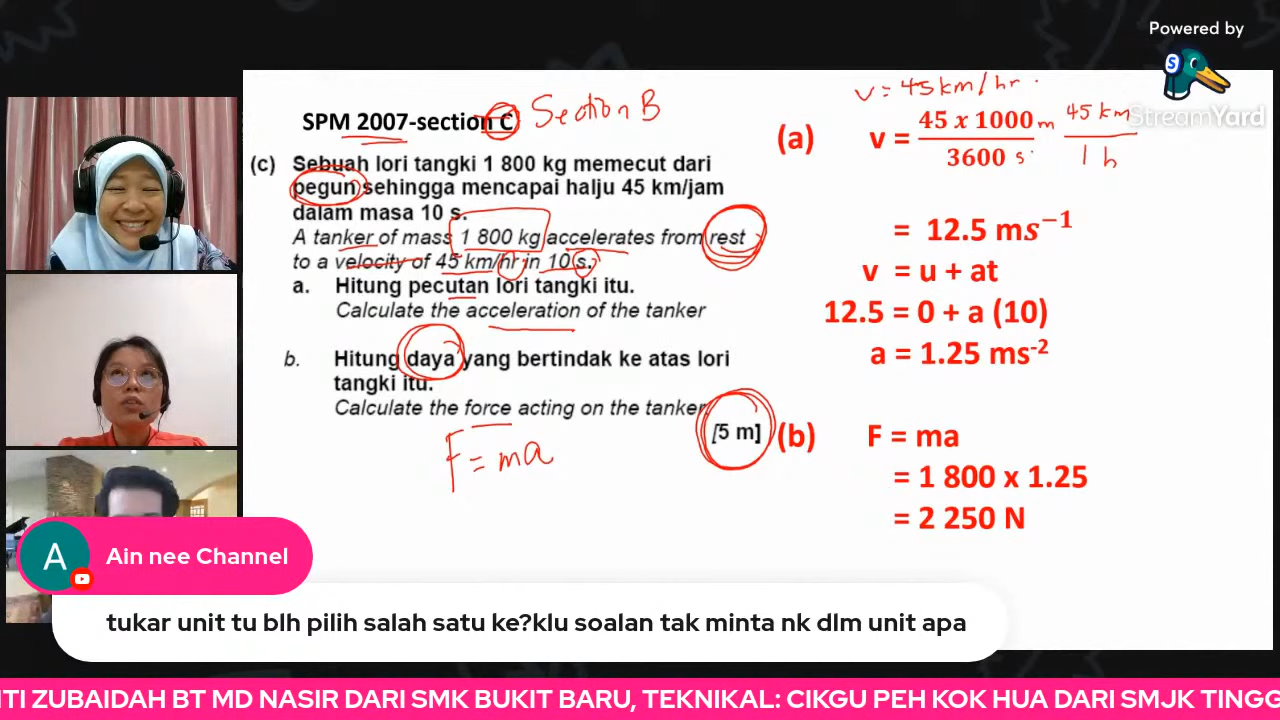 Powered by
StreamYard
SPM 2007-section C
Section B
(c) Sebuah lori tangki 1 800 kg memecut dari
pegun sehingga mencapai halju 45 km/jam
dalam masa 10 s.
A tanker of mass 1 800 kg accelerates from rest
to a velocity of 45 km/hr in 10 s.
a. Hitung pecutan lori tangki itu.
Calculate the acceleration of the tanker
b. Hitung daya yang bertindak ke atas lori
tangki itu.
Calculate the force acting on the tanker
[5 m]
F = ma
v = 45 km/hr
(a) v = 45 x 1000 m
3600 s
45 km
1 h
= 12.5 ms⁻¹
v = u + at
12.5 = 0 + a (10)
a = 1.25 ms⁻²
(b) F = ma
= 1 800 x 1.25
= 2 250 N
A
Ain nee Channel
tukar unit tu blh pilih salah satu ke?klu soalan tak minta nk dlm unit apa
ITI ZUBAIDAH BT MD NASIR DARI SMK BUKIT BARU, TEKNIKAL: CIKGU PEH KOK HUA DARI SMJK TINGG